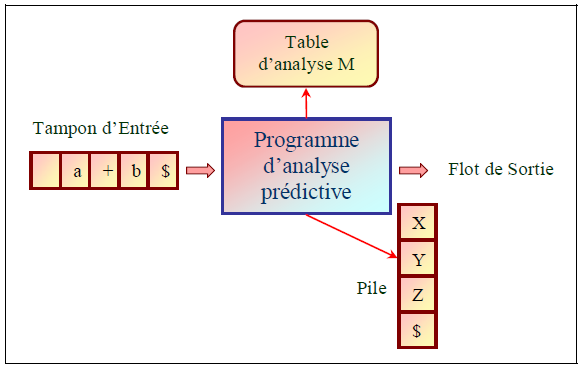 Table
d'analyse M
Tampon d'Entrée
a + b $
Programme
d'analyse
prédictive
Flot de Sortie
Pile
X
Y
Z
$